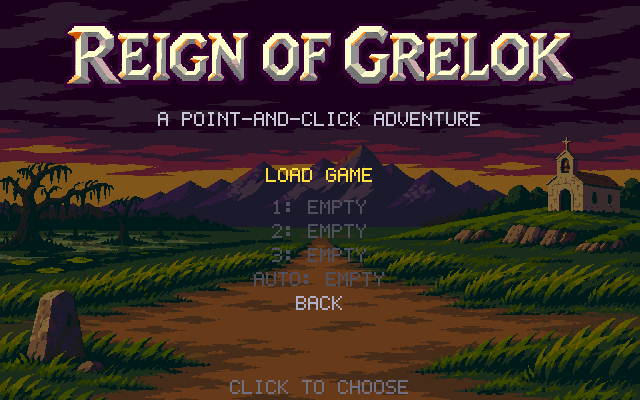 REIGN OF GRELOK
A POINT-AND-CLICK ADVENTURE
LOAD GAME
1: EMPTY
2: EMPTY
3: EMPTY
AUTO: EMPTY
BACK
CLICK TO CHOOSE